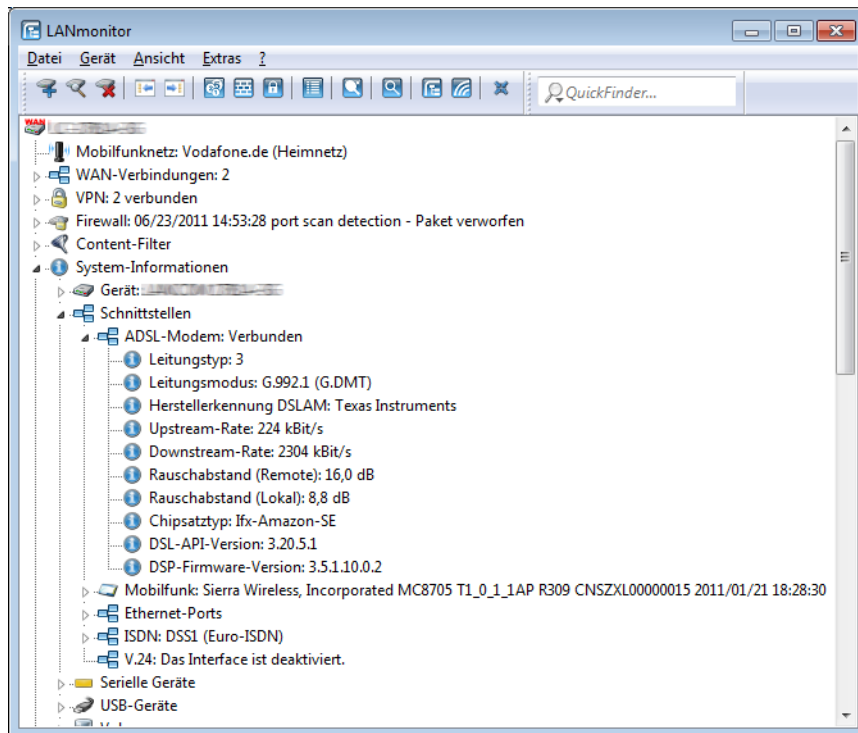 LANmonitor
Datei Gerät Ansicht Extras ?
QuickFinder...
WAN
Mobilfunknetz: Vodafone.de (Heimnetz)
WAN-Verbindungen: 2
VPN: 2 verbunden
Firewall: 06/23/2011 14:53:28 port scan detection - Paket verworfen
Content-Filter
System-Informationen
Gerät:
Schnittstellen
ADSL-Modem: Verbunden
Leitungstyp: 3
Leitungsmodus: G.992.1 (G.DMT)
Herstellerkennung DSLAM: Texas Instruments
Upstream-Rate: 224 kBit/s
Downstream-Rate: 2304 kBit/s
Rauschabstand (Remote): 16,0 dB
Rauschabstand (Lokal): 8,8 dB
Chipsatztyp: Ifx-Amazon-SE
DSL-API-Version: 3.20.5.1
DSP-Firmware-Version: 3.5.1.10.0.2
Mobilfunk: Sierra Wireless, Incorporated MC8705 T1_0_1_1AP R309 CNSZXL00000015 2011/01/21 18:28:30
Ethernet-Ports
ISDN: DSS1 (Euro-ISDN)
V.24: Das Interface ist deaktiviert.
Serielle Geräte
USB-Geräte